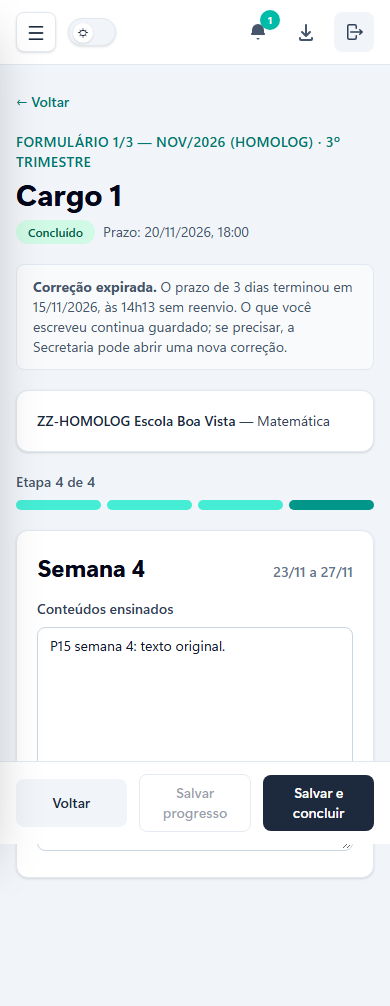 1
← Voltar
FORMULÁRIO 1/3 — NOV/2026 (HOMOLOG) · 3º
TRIMESTRE
Cargo 1
Concluído Prazo: 20/11/2026, 18:00
Correção expirada. O prazo de 3 dias terminou em
15/11/2026, às 14h13 sem reenvio. O que você
escreveu continua guardado; se precisar, a
Secretaria pode abrir uma nova correção.
ZZ-HOMOLOG Escola Boa Vista — Matemática
Etapa 4 de 4
Semana 4 23/11 a 27/11
Conteúdos ensinados
P15 semana 4: texto original.
Voltar
Salvar
progresso
Salvar e
concluir